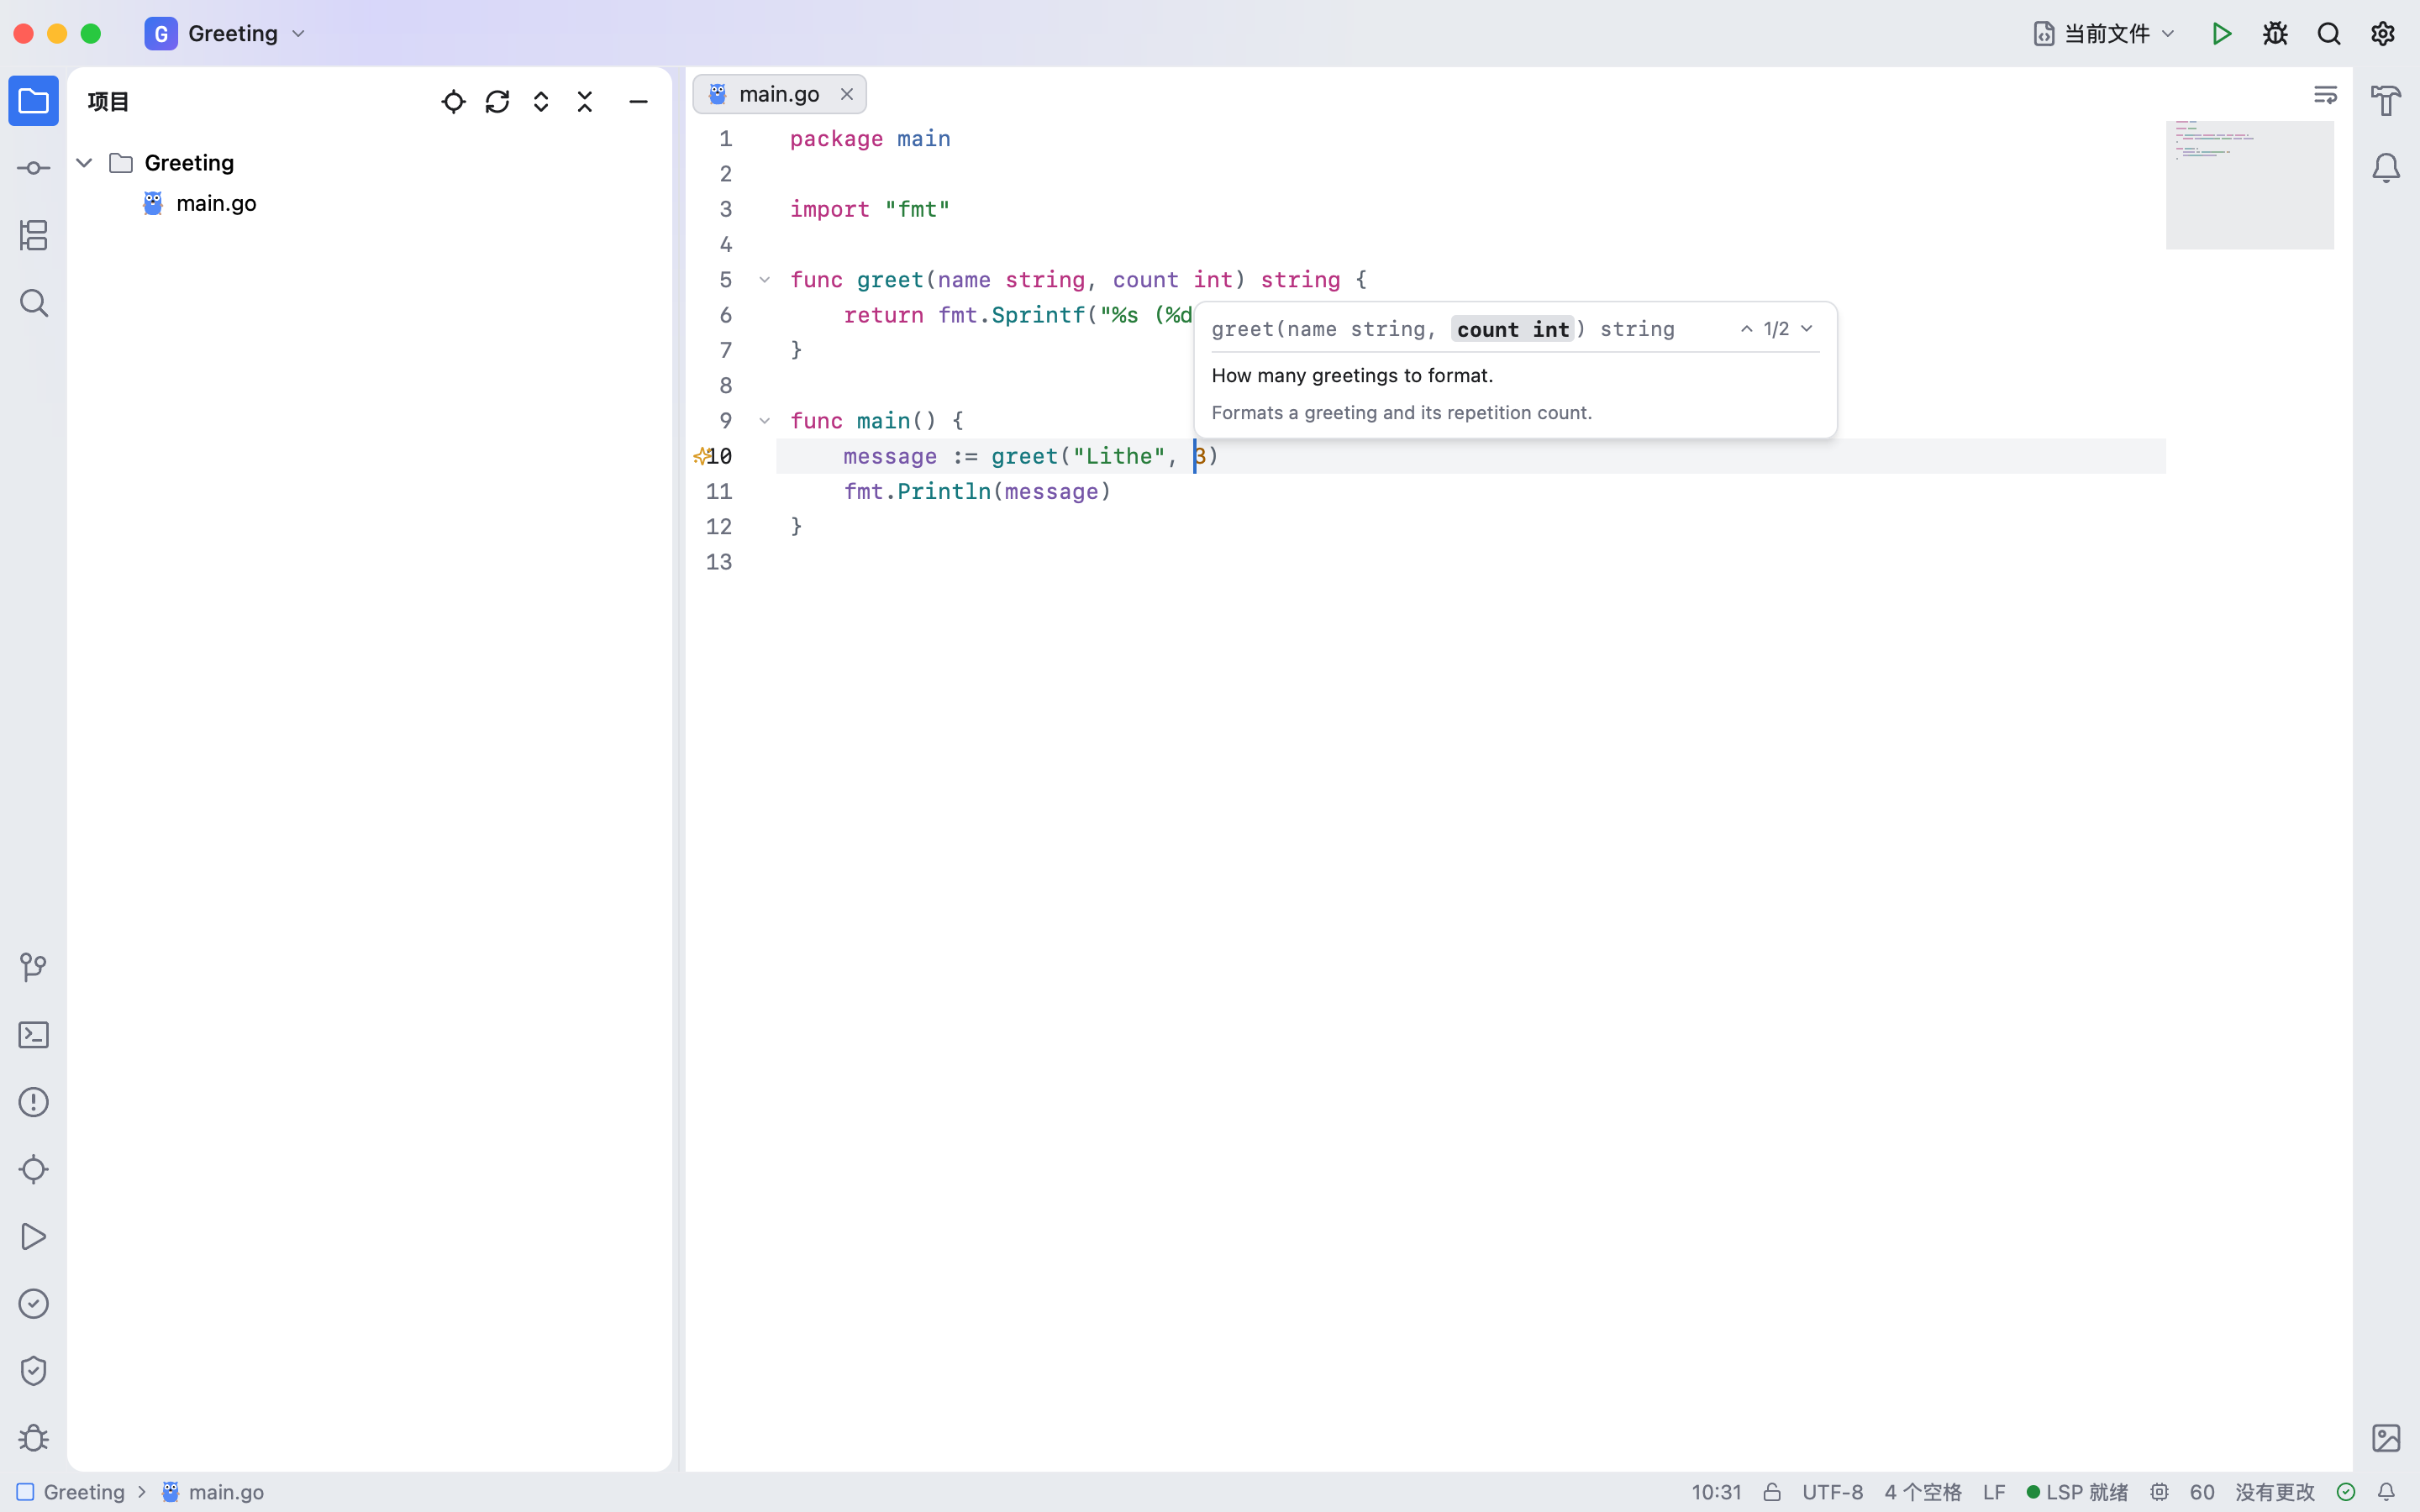 G Greeting
当前文件
项目
Greeting
main.go
main.go
1 package main
2
3 import "fmt"
4
5 func greet(name string, count int) string {
6 return fmt.Sprintf("%s (%d
7 }
8
9 func main() {
10 message := greet("Lithe", 3)
11 fmt.Println(message)
12 }
13
greet(name string, count int) string 1/2
How many greetings to format.
Formats a greeting and its repetition count.
Greeting > main.go
10:31 UTF-8 4 个空格 LF LSP 就绪 60 没有更改